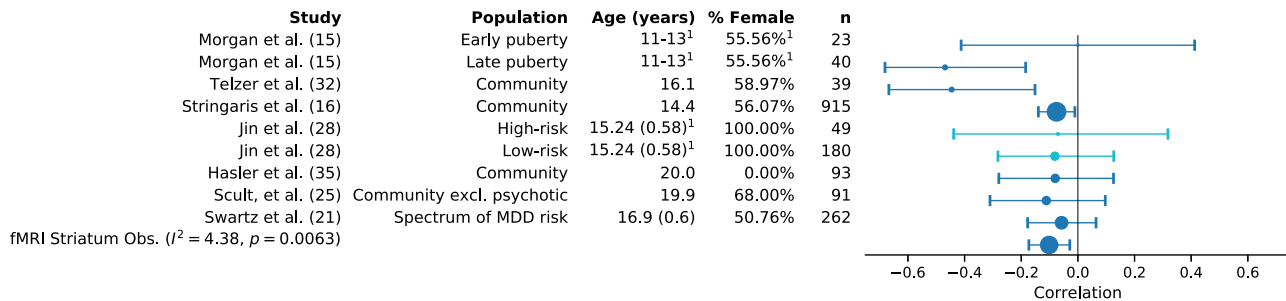 Study Population Age (years) % Female n
Morgan et al. (15) Early puberty 11-13¹ 55.56%¹ 23
Morgan et al. (15) Late puberty 11-13¹ 55.56%¹ 40
Telzer et al. (32) Community 16.1 58.97% 39
Stringaris et al. (16) Community 14.4 56.07% 915
Jin et al. (28) High-risk 15.24 (0.58)¹ 100.00% 49
Jin et al. (28) Low-risk 15.24 (0.58)¹ 100.00% 180
Hasler et al. (35) Community 20.0 0.00% 93
Scult, et al. (25) Community excl. psychotic 19.9 68.00% 91
Swartz et al. (21) Spectrum of MDD risk 16.9 (0.6) 50.76% 262
fMRI Striatum Obs. (I² = 4.38, p = 0.0063)
−0.6 −0.4 −0.2 0.0 0.2 0.4 0.6
Correlation